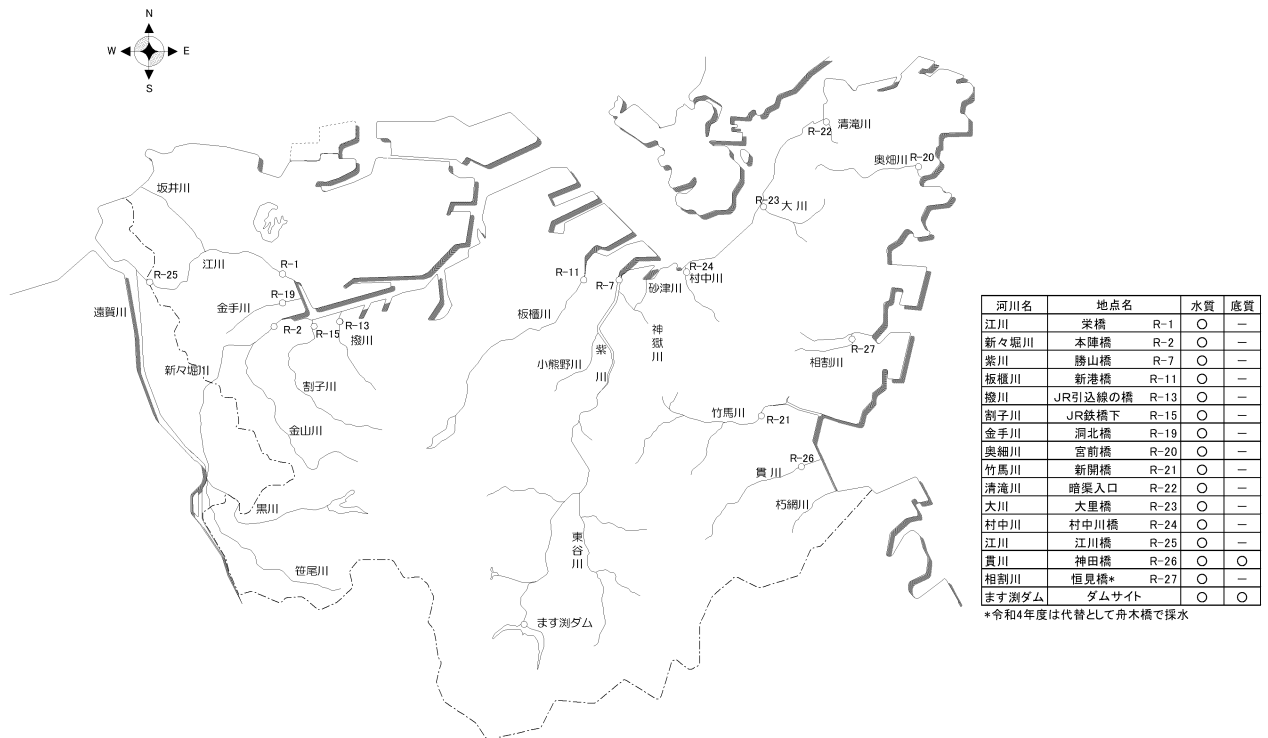 N
W E
S
坂井川
江川
R-25
R-1
遠賀川
金手川
R-19
R-2
R-15
R-13
撥川
新々堀川
割子川
金山川
黒川
笹尾川
板櫃川
R-11
R-7
小熊野川
紫川
神嶽川
砂津川
R-24
村中川
R-23
大川
R-22
清滝川
奥畑川
R-20
相割川
R-27
竹馬川
R-21
貫川
R-26
朽網川
東谷川
ます渕ダム
河川名 地点名 水質 底質
江川 栄橋 R-1 ○ －
新々堀川 本陣橋 R-2 ○ －
紫川 勝山橋 R-7 ○ －
板櫃川 新港橋 R-11 ○ －
撥川 JR引込線の橋 R-13 ○ －
割子川 JR鉄橋下 R-15 ○ －
金手川 洞北橋 R-19 ○ －
奥細川 宮前橋 R-20 ○ －
竹馬川 新開橋 R-21 ○ －
清滝川 暗渠入口 R-22 ○ －
大川 大里橋 R-23 ○ －
村中川 村中川橋 R-24 ○ －
江川 江川橋 R-25 ○ －
貫川 神田橋 R-26 ○ ○
相割川 恒見橋* R-27 ○ －
ます渕ダム ダムサイト ○ ○
*令和4年度は代替として舟木橋で採水